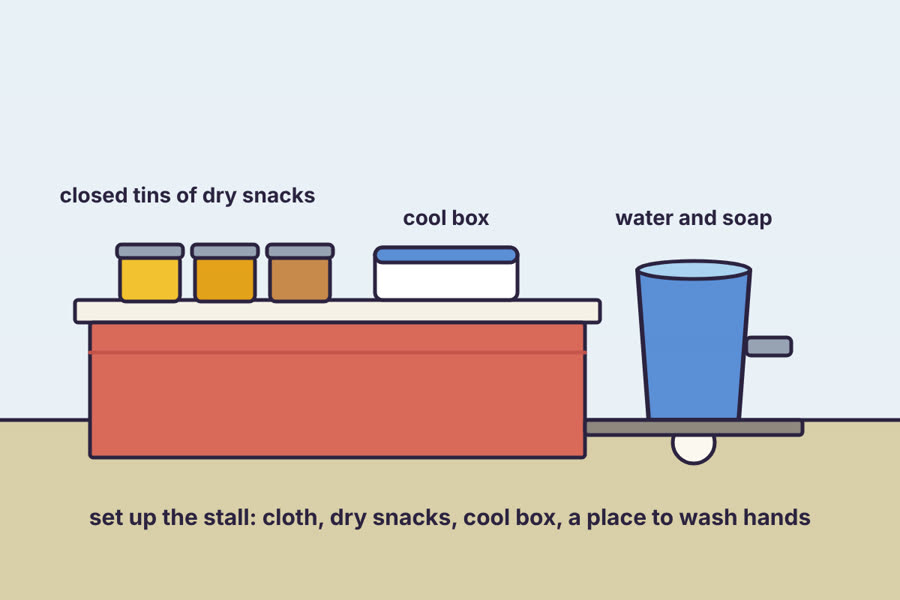 closed tins of dry snacks
cool box
water and soap
set up the stall: cloth, dry snacks, cool box, a place to wash hands